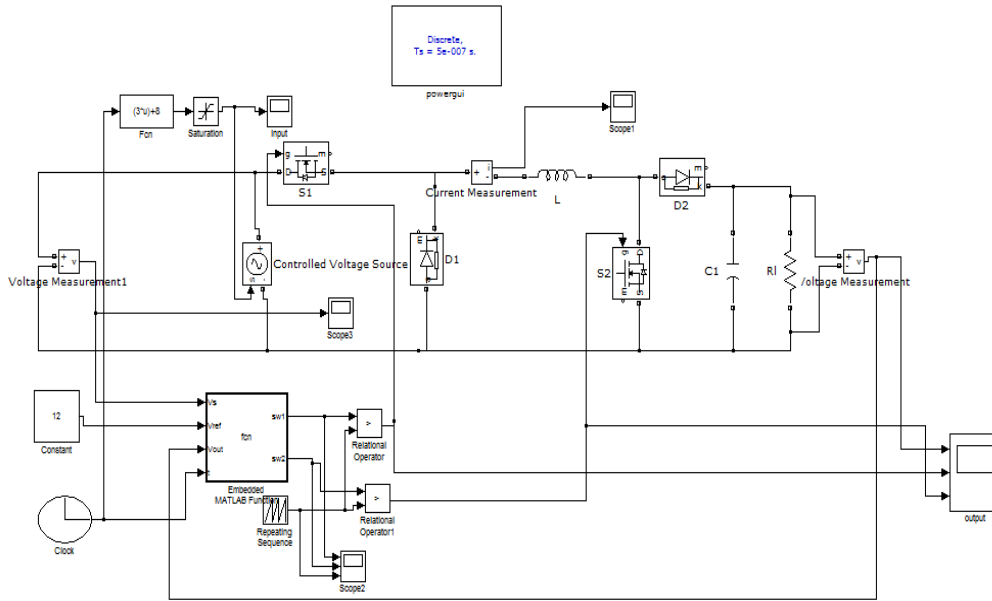 Discrete,
Ts = 5e-007 s.
powergui
(3*u)+8
Fcn
Saturation
Input
Scope1
g
m
D
S
S1
+
-
i
Current Measurement
L
m
a
k
D2
+
-
v
Voltage Measurement1
+
-
s
Controlled Voltage Source
m
k
a
D1
g
D
m
S
S2
C1
Rl
+
-
v
/oltage Measurement
Scope3
12
Constant
Vs
Vref
Vout
t
fcn
sw1
sw2
Embedded
MATLAB Function
>
Relational
Operator
>
Relational
Operator1
Repeating
Sequence
Scope2
Clock
output